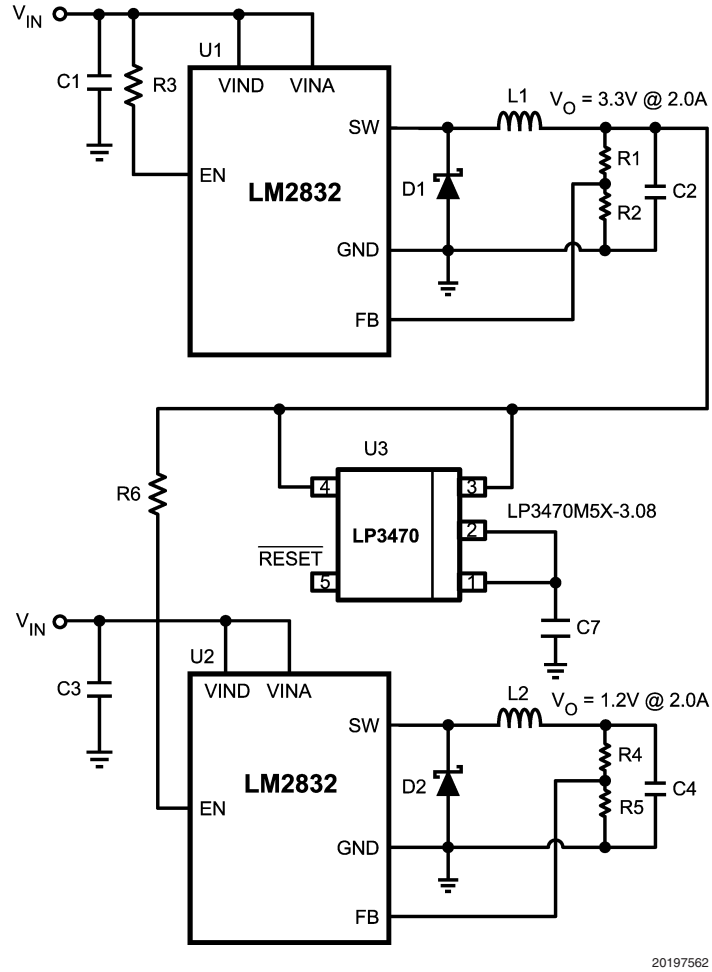 VIN
C1
R3
U1
VIND VINA
L1
VO = 3.3V @ 2.0A
SW
EN
LM2832
D1
R1
R2
C2
GND
FB
U3
R6
4
3
LP3470M5X-3.08
LP3470
2
RESET
5
1
C7
VIN
U2
C3
VIND VINA
L2
VO = 1.2V @ 2.0A
SW
LM2832
D2
R4
R5
C4
EN
GND
FB
20197562